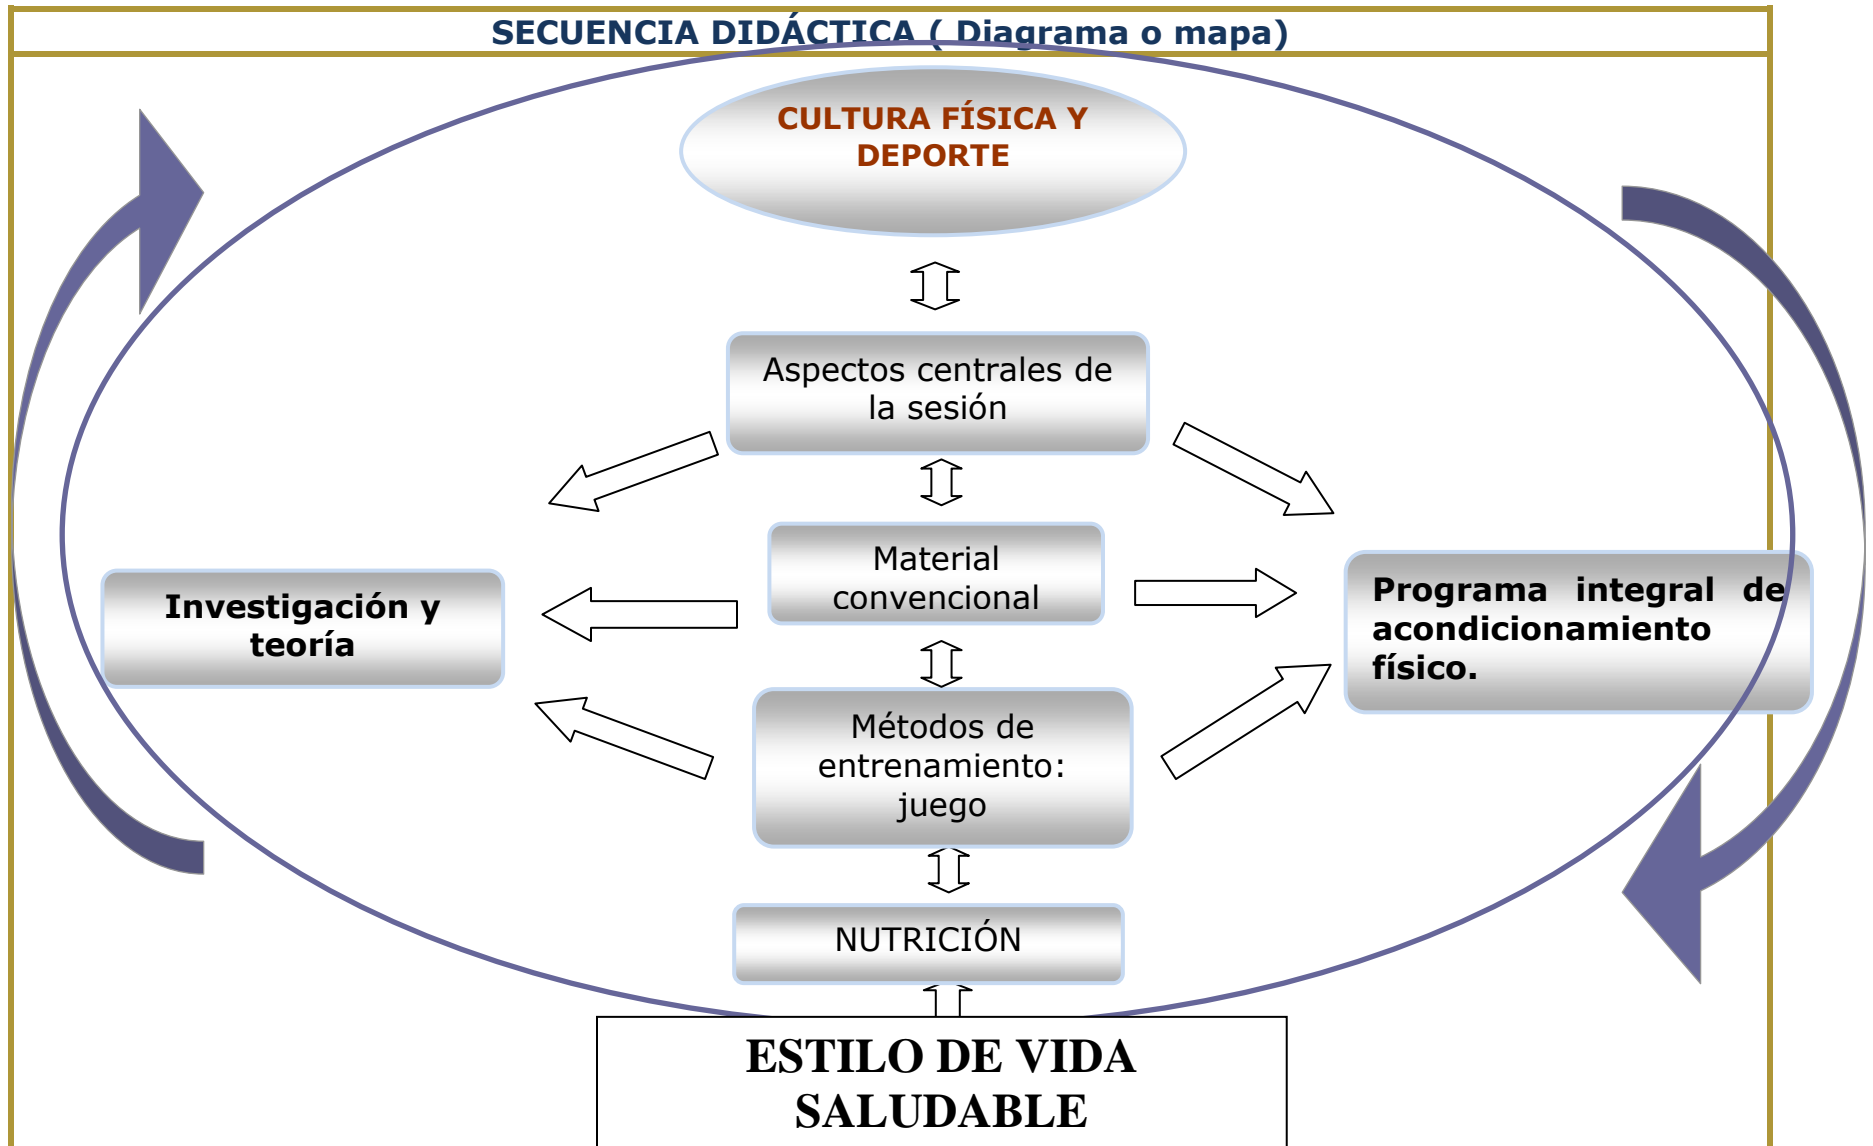 SECUENCIA DIDÁCTICA ( Diagrama o mapa)
CULTURA FÍSICA Y
DEPORTE
Aspectos centrales de
la sesión
Material
convencional
Investigación y
teoría
Programa integral de
acondicionamiento
físico.
Métodos de
entrenamiento:
juego
NUTRICIÓN
ESTILO DE VIDA
SALUDABLE